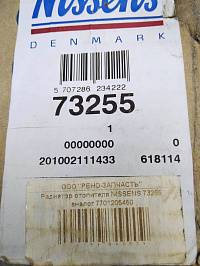 Nissens
DENMARK
5 707286 234222
73255
1
00000000 0
201002111433 618114
ООО "РЕНО-ЗАПЧАСТЬ"
Радиатор отопителя NISSENS 73255
аналог 7701205450